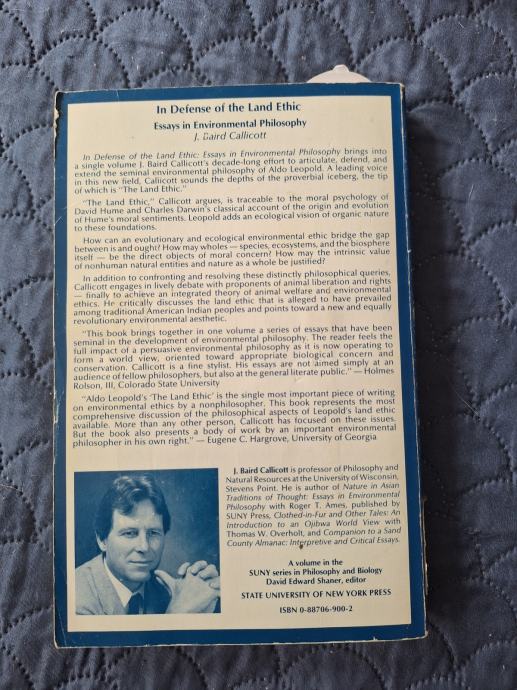 In Defense of the Land Ethic
Essays in Environmental Philosophy
J. Baird Callicott
In Defense of the Land Ethic: Essays in Environmental Philosophy brings into
a single volume J. Baird Callicott's decade-long effort to articulate, defend, and
extend the seminal environmental philosophy of Aldo Leopold. A leading voice
in this new field, Callicott sounds the depths of the proverbial iceberg, the tip
of which is "The Land Ethic."
"The Land Ethic," Callicott argues, is traceable to the moral psychology of
David Hume and Charles Darwin's classical account of the origin and evolution
of Hume's moral sentiments. Leopold adds an ecological vision of organic nature
to these foundations.
How can an evolutionary and ecological environmental ethic bridge the gap
between is and ought? How may wholes — species, ecosystems, and the biosphere
itself — be the direct objects of moral concern? How may the intrinsic value
of nonhuman natural entities and nature as a whole be justified?
In addition to confronting and resolving these distinctly philosophical queries,
Callicott engages in lively debate with proponents of animal liberation and rights
— finally to achieve an integrated theory of animal welfare and environmental
ethics. He critically discusses the land ethic that is alleged to have prevailed
among traditional American Indian peoples and points toward a new and equally
revolutionary environmental aesthetic.
"This book brings together in one volume a series of essays that have been
seminal in the development of environmental philosophy. The reader feels the
full impact of a persuasive environmental philosophy as it is now operating to
form a world view, oriented toward appropriate biological concern and
conservation. Callicott is a fine stylist. His essays are not aimed simply at an
audience of fellow philosophers, but also at the general literate public." — Holmes
Rolson, III, Colorado State University
"Aldo Leopold's 'The Land Ethic' is the single most important piece of writing
on environmental ethics by a nonphilosopher. This book represents the most
comprehensive discussion of the philosophical aspects of Leopold's land ethic
available. More than any other person, Callicott has focused on these issues.
But the book also presents a body of work by an important environmental
philosopher in his own right." — Eugene C. Hargrove, University of Georgia
J. Baird Callicott is professor of Philosophy and
Natural Resources at the University of Wisconsin,
Stevens Point. He is author of Nature in Asian
Traditions of Thought: Essays in Environmental
Philosophy with Roger T. Ames, published by
SUNY Press, Clothed-in-Fur and Other Tales: An
Introduction to an Ojibwa World View with
Thomas W. Overholt, and Companion to a Sand
County Almanac: Interpretive and Critical Essays.
A volume in the
SUNY series in Philosophy and Biology
David Edward Shaner, editor
STATE UNIVERSITY OF NEW YORK PRESS
ISBN 0-88706-900-2